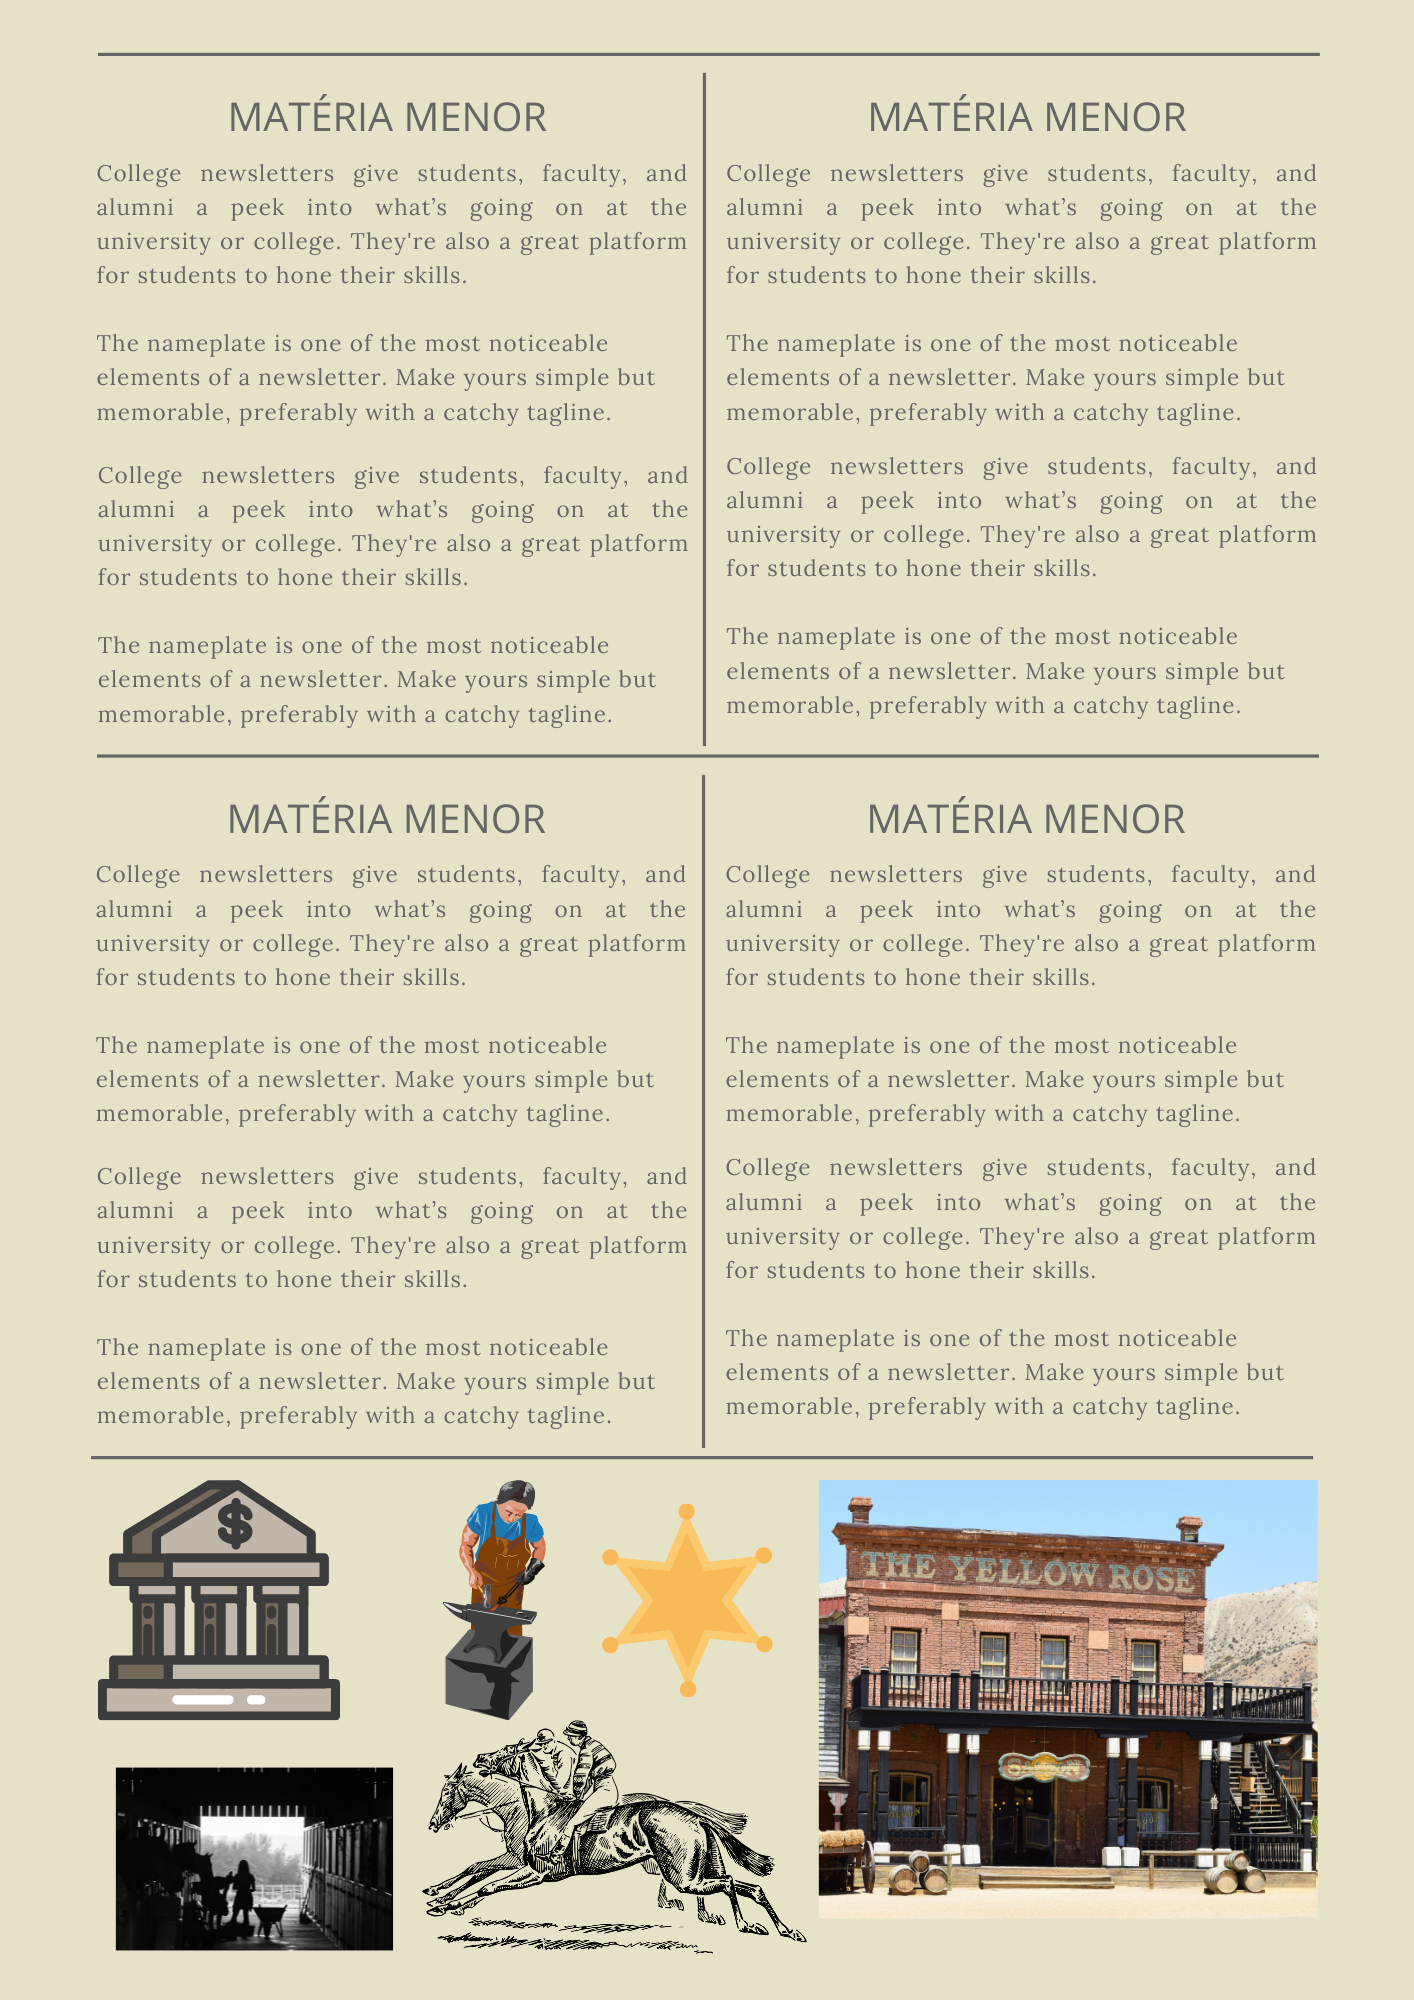 MATÉRIA MENOR
College newsletters give students, faculty, and
alumni a peek into what’s going on at the
university or college. They're also a great platform
for students to hone their skills.
The nameplate is one of the most noticeable
elements of a newsletter. Make yours simple but
memorable, preferably with a catchy tagline.
College newsletters give students, faculty, and
alumni a peek into what’s going on at the
university or college. They're also a great platform
for students to hone their skills.
The nameplate is one of the most noticeable
elements of a newsletter. Make yours simple but
memorable, preferably with a catchy tagline.
MATÉRIA MENOR
College newsletters give students, faculty, and
alumni a peek into what’s going on at the
university or college. They're also a great platform
for students to hone their skills.
The nameplate is one of the most noticeable
elements of a newsletter. Make yours simple but
memorable, preferably with a catchy tagline.
College newsletters give students, faculty, and
alumni a peek into what’s going on at the
university or college. They're also a great platform
for students to hone their skills.
The nameplate is one of the most noticeable
elements of a newsletter. Make yours simple but
memorable, preferably with a catchy tagline.
MATÉRIA MENOR
College newsletters give students, faculty, and
alumni a peek into what’s going on at the
university or college. They're also a great platform
for students to hone their skills.
The nameplate is one of the most noticeable
elements of a newsletter. Make yours simple but
memorable, preferably with a catchy tagline.
College newsletters give students, faculty, and
alumni a peek into what’s going on at the
university or college. They're also a great platform
for students to hone their skills.
The nameplate is one of the most noticeable
elements of a newsletter. Make yours simple but
memorable, preferably with a catchy tagline.
MATÉRIA MENOR
College newsletters give students, faculty, and
alumni a peek into what’s going on at the
university or college. They're also a great platform
for students to hone their skills.
The nameplate is one of the most noticeable
elements of a newsletter. Make yours simple but
memorable, preferably with a catchy tagline.
College newsletters give students, faculty, and
alumni a peek into what’s going on at the
university or college. They're also a great platform
for students to hone their skills.
The nameplate is one of the most noticeable
elements of a newsletter. Make yours simple but
memorable, preferably with a catchy tagline.
$
THE YELLOW ROSE
SALOON